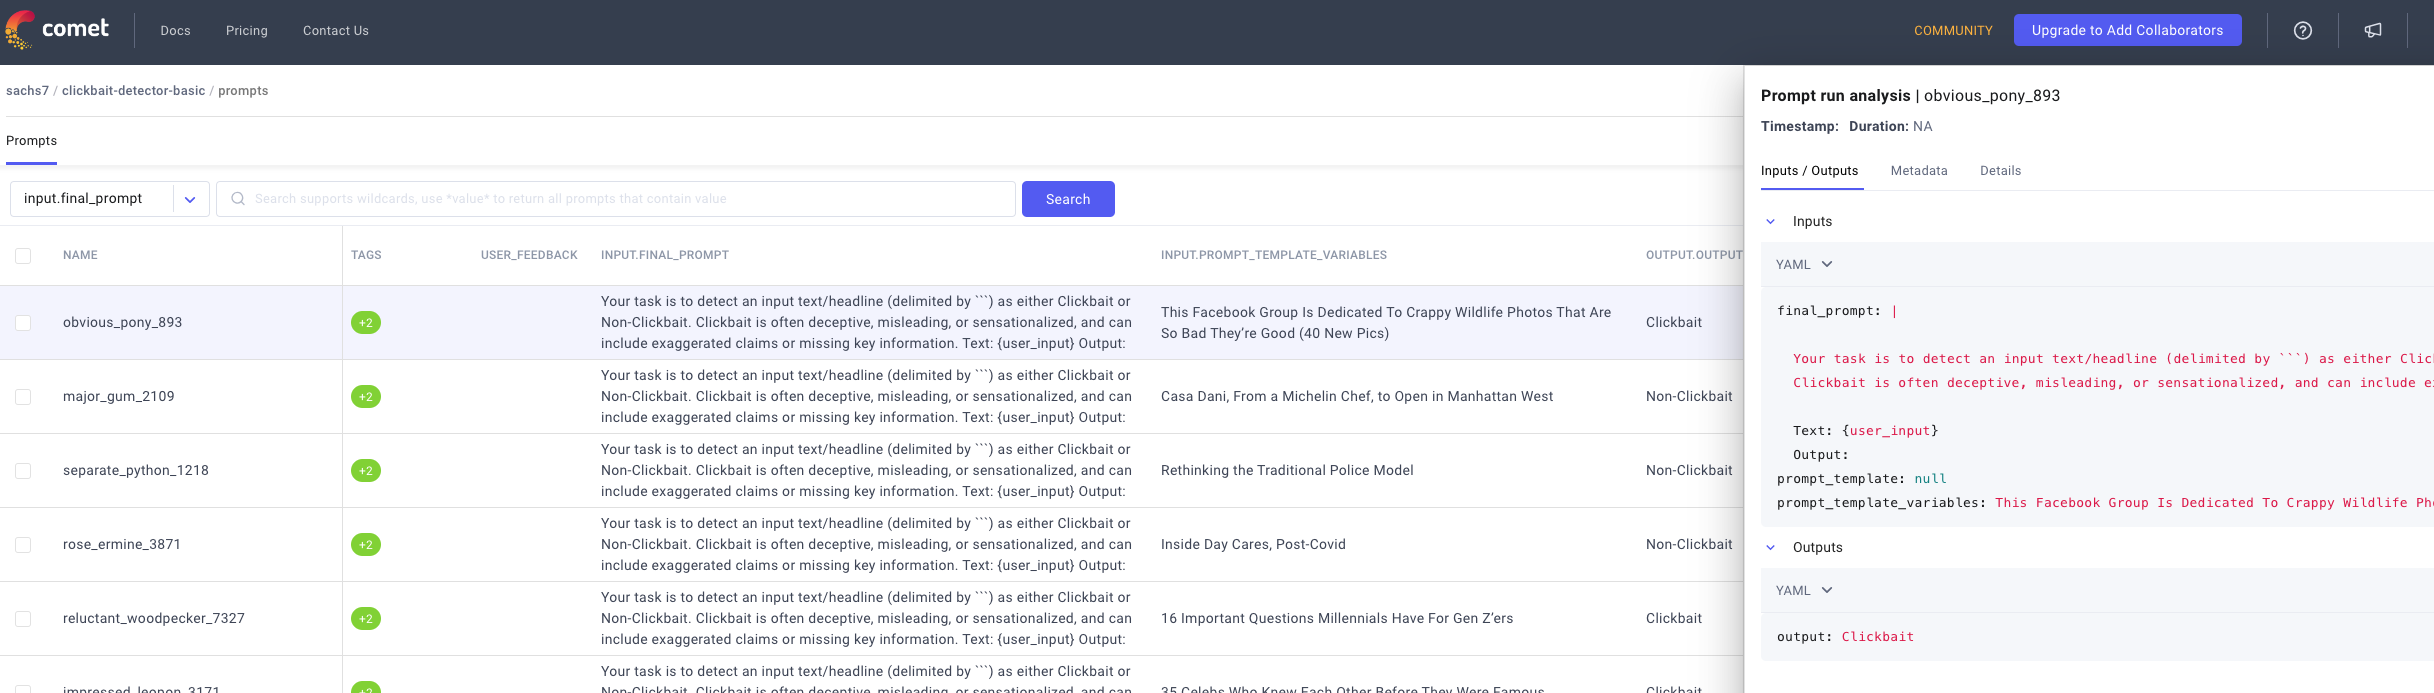 comet
Docs
Pricing
Contact Us
COMMUNITY
Upgrade to Add Collaborators
sachs7 / clickbait-detector-basic / prompts
Prompts
input.final_prompt
Search supports wildcards, use *value* to return all prompts that contain value
Search
NAME
TAGS
USER_FEEDBACK
INPUT.FINAL_PROMPT
INPUT.PROMPT_TEMPLATE_VARIABLES
OUTPUT.OUTPUT
obvious_pony_893
+2
Your task is to detect an input text/headline (delimited by ```) as either Clickbait or
Non-Clickbait. Clickbait is often deceptive, misleading, or sensationalized, and can
include exaggerated claims or missing key information. Text: {user_input} Output:
This Facebook Group Is Dedicated To Crappy Wildlife Photos That Are
So Bad They’re Good (40 New Pics)
Clickbait
major_gum_2109
+2
Your task is to detect an input text/headline (delimited by ```) as either Clickbait or
Non-Clickbait. Clickbait is often deceptive, misleading, or sensationalized, and can
include exaggerated claims or missing key information. Text: {user_input} Output:
Casa Dani, From a Michelin Chef, to Open in Manhattan West
Non-Clickbait
separate_python_1218
+2
Your task is to detect an input text/headline (delimited by ```) as either Clickbait or
Non-Clickbait. Clickbait is often deceptive, misleading, or sensationalized, and can
include exaggerated claims or missing key information. Text: {user_input} Output:
Rethinking the Traditional Police Model
Non-Clickbait
rose_ermine_3871
+2
Your task is to detect an input text/headline (delimited by ```) as either Clickbait or
Non-Clickbait. Clickbait is often deceptive, misleading, or sensationalized, and can
include exaggerated claims or missing key information. Text: {user_input} Output:
Inside Day Cares, Post-Covid
Non-Clickbait
reluctant_woodpecker_7327
+2
Your task is to detect an input text/headline (delimited by ```) as either Clickbait or
Non-Clickbait. Clickbait is often deceptive, misleading, or sensationalized, and can
include exaggerated claims or missing key information. Text: {user_input} Output:
16 Important Questions Millennials Have For Gen Z’ers
Clickbait
impressed_leopon_3171
+2
Your task is to detect an input text/headline (delimited by ```) as either Clickbait or
Non-Clickbait. Clickbait is often deceptive, misleading, or sensationalized, and can
35 Celebs Who Knew Each Other Before They Were Famous
Clickbait
Prompt run analysis | obvious_pony_893
Timestamp: Duration: NA
Inputs / Outputs
Metadata
Details
Inputs
YAML
final_prompt: |
Your task is to detect an input text/headline (delimited by ```) as either Clic
Clickbait is often deceptive, misleading, or sensationalized, and can include e
Text: {user_input}
Output:
prompt_template: null
prompt_template_variables: This Facebook Group Is Dedicated To Crappy Wildlife Ph
Outputs
YAML
output: Clickbait